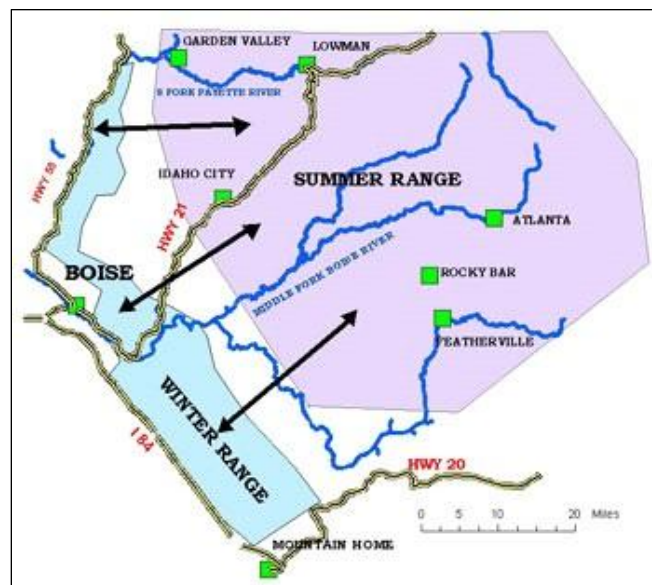 GARDEN VALLEY
LOWMAN
S FORK PAYETTE RIVER
HWY 55
IDAHO CITY
SUMMER RANGE
HWY 21
ATLANTA
BOISE
MIDDLE FORK BOISE RIVER
ROCKY BAR
FEATHERVILLE
WINTER RANGE
I 84
HWY 20
0 5 10 20 Miles
MOUNTAIN HOME